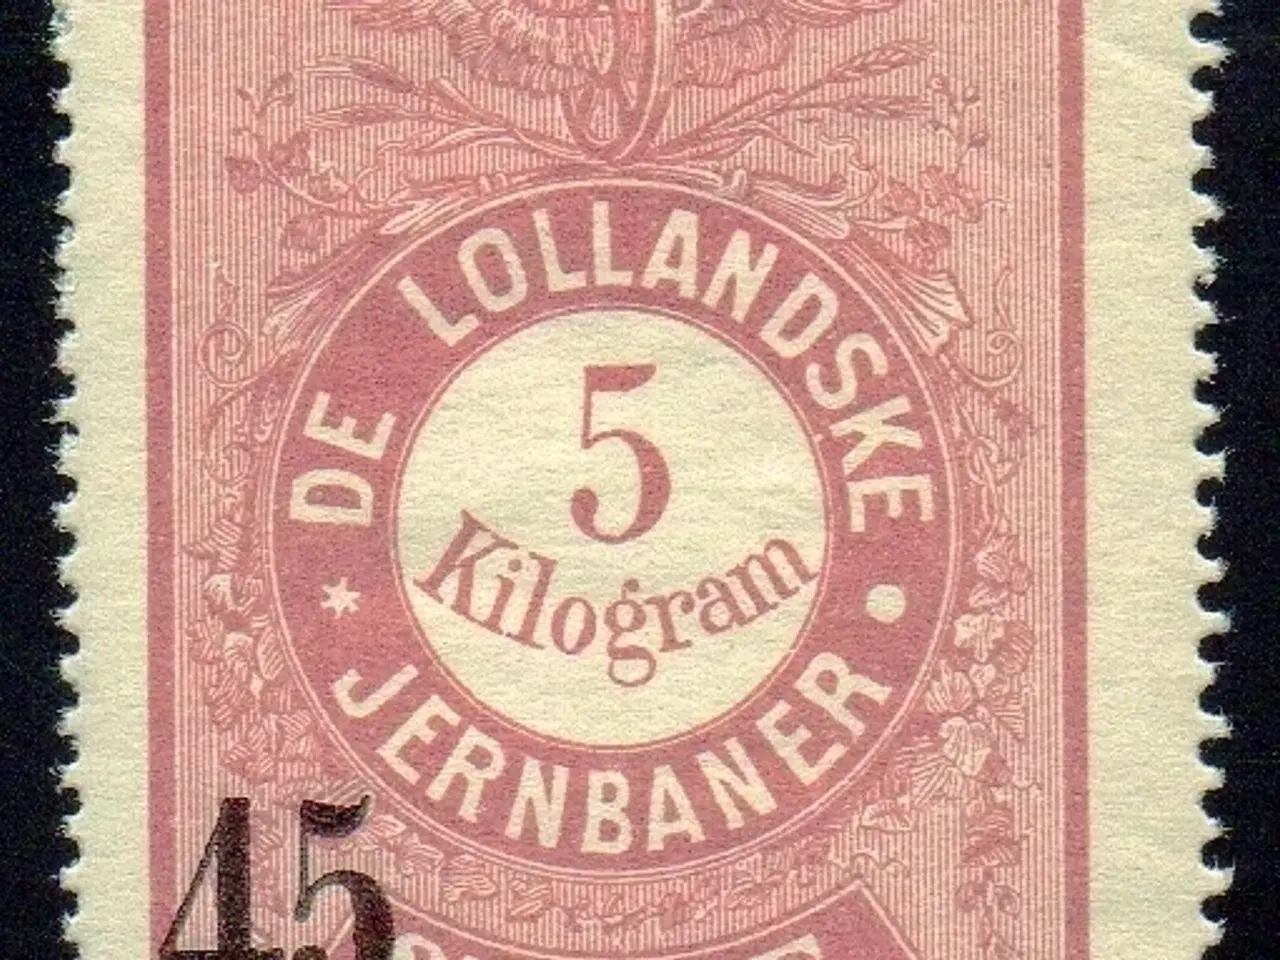 DE LOLLANDSKE
5
Kilogram
* JERNBANER •
45